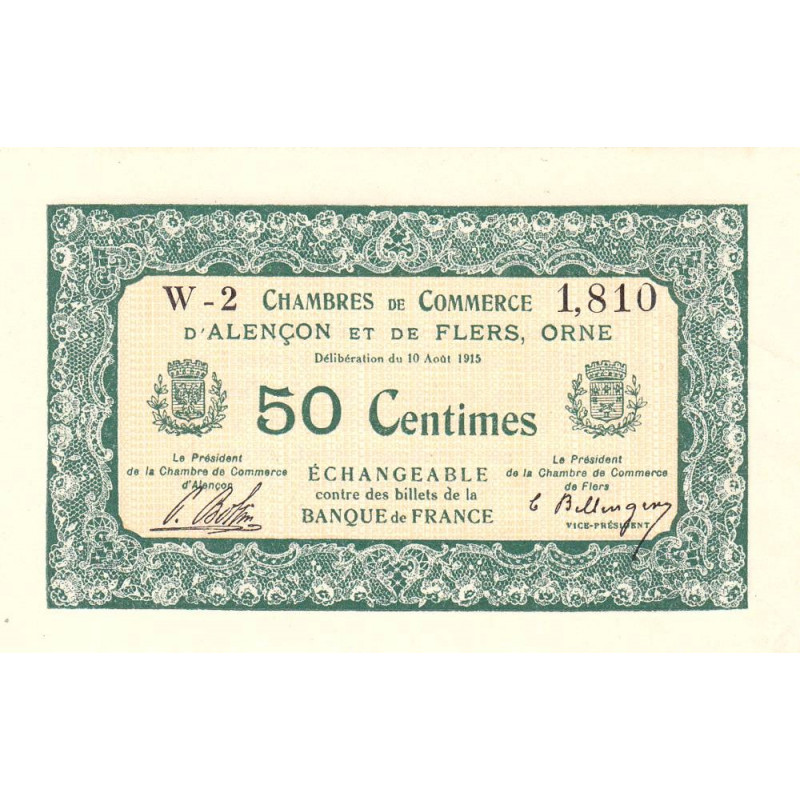 W-2 CHAMBRES DE COMMERCE 1,810
D'ALENÇON ET DE FLERS, ORNE
Délibération du 10 Août 1915
50 Centimes
Le Président
de la Chambre de Commerce
d'Alençon
ÉCHANGEABLE
contre des billets de la
BANQUE de FRANCE
Le Président
de la Chambre de Commerce
de Flers
VICE-PRÉSIDENT